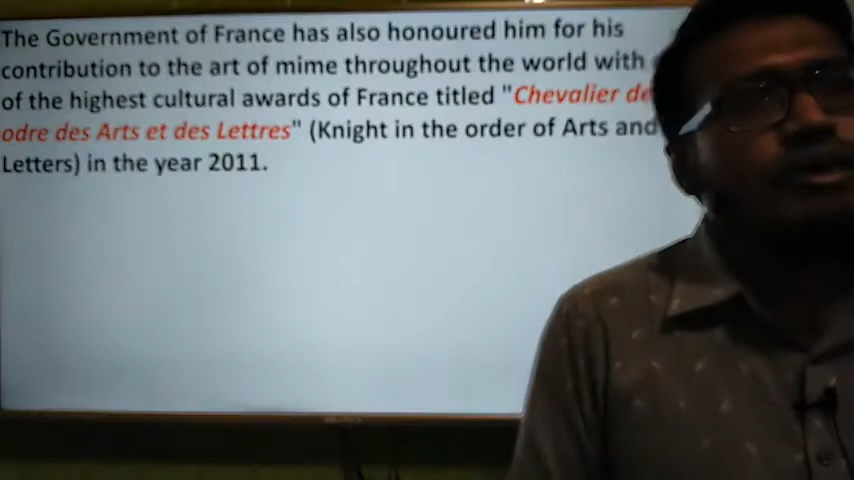 The Government of France has also honoured him for his
contribution to the art of mime throughout the world with
of the highest cultural awards of France titled "Chevalier de
odre des Arts et des Lettres" (Knight in the order of Arts and
Letters) in the year 2011.